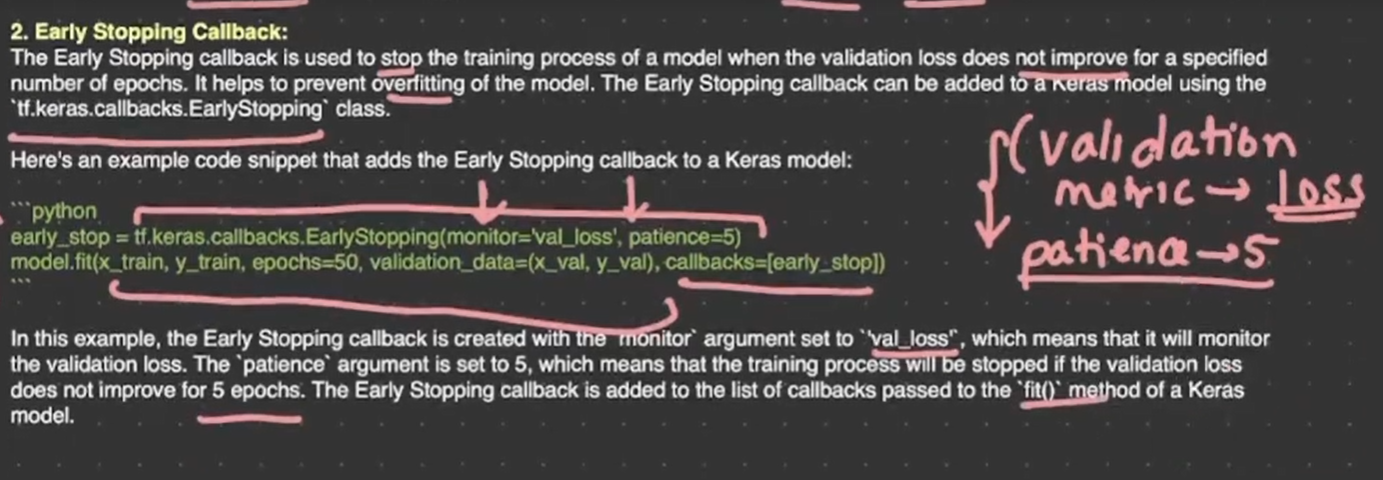 2. Early Stopping Callback:
The Early Stopping callback is used to stop the training process of a model when the validation loss does not improve for a specified
number of epochs. It helps to prevent overfitting of the model. The Early Stopping callback can be added to a Keras model using the
`tf.keras.callbacks.EarlyStopping` class.
Here's an example code snippet that adds the Early Stopping callback to a Keras model:
```python
early_stop = tf.keras.callbacks.EarlyStopping(monitor='val_loss', patience=5)
model.fit(x_train, y_train, epochs=50, validation_data=(x_val, y_val), callbacks=[early_stop])
```
validation
metric → loss
patience → 5
In this example, the Early Stopping callback is created with the `monitor` argument set to `'val_loss'`, which means that it will monitor
the validation loss. The `patience` argument is set to 5, which means that the training process will be stopped if the validation loss
does not improve for 5 epochs. The Early Stopping callback is added to the list of callbacks passed to the `fit()` method of a Keras
model.